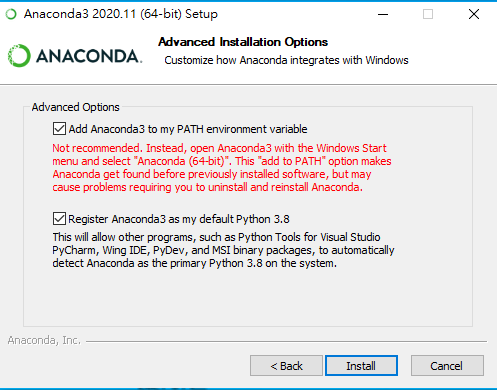 Anaconda3 2020.11 (64-bit) Setup
ANACONDA.
Advanced Installation Options
Customize how Anaconda integrates with Windows
Advanced Options
Add Anaconda3 to my PATH environment variable
Not recommended. Instead, open Anaconda3 with the Windows Start
menu and select "Anaconda (64-bit)". This "add to PATH" option makes
Anaconda get found before previously installed software, but may
cause problems requiring you to uninstall and reinstall Anaconda.
Register Anaconda3 as my default Python 3.8
This will allow other programs, such as Python Tools for Visual Studio
PyCharm, Wing IDE, PyDev, and MSI binary packages, to automatically
detect Anaconda as the primary Python 3.8 on the system.
Anaconda, Inc.
< Back
Install
Cancel